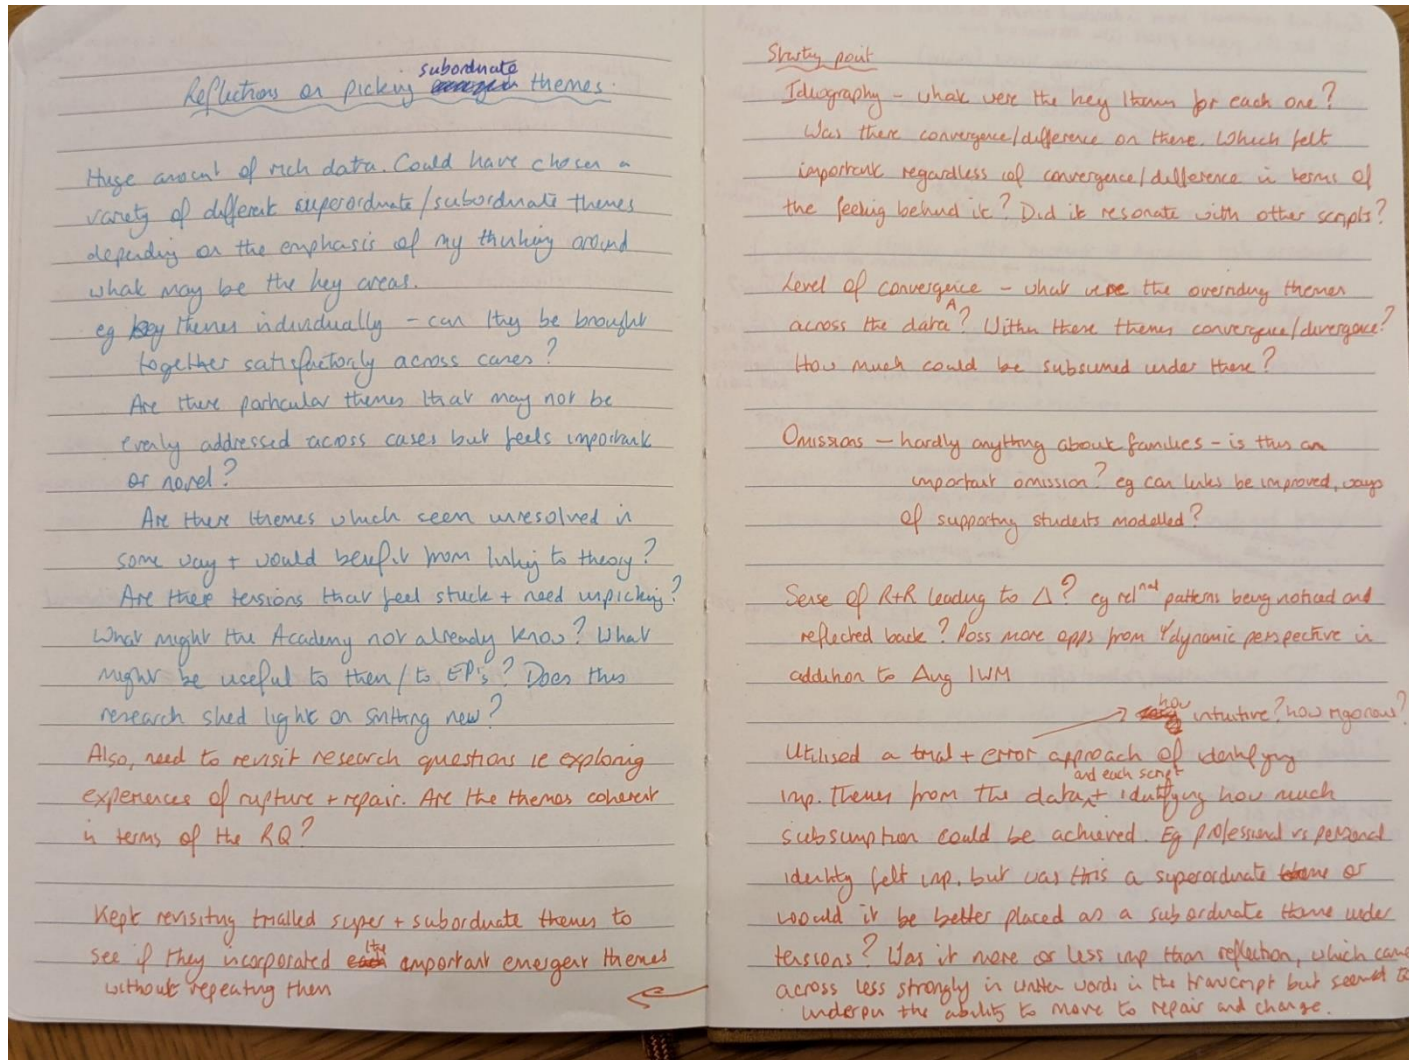 Reflections on picking subordinate themes.
Huge amount of rich data. Could have chosen a
variety of different superordinate/subordinate themes
depending on the emphasis of my thinking around
what may be the key areas.
eg key themes individually - can they be brought
together satisfactorily across cases?
Are there particular themes that may not be
evenly addressed across cases but feels important
or novel?
Are there themes which seem unresolved in
some way + would benefit from linking to theory?
Are there tensions that feel stuck + need unpicking?
What might the Academy not already know? What
might be useful to them/to EPs? Does this
research shed light on smthing new?
Also, need to revisit research questions ie exploring
experiences of rupture + repair. Are the themes coherent
in terms of the RQ?
Kept revisiting trialled super + subordinate themes to
see if they incorporated the important emergent themes
without repeating them
Starting point
Ideography - what were the key themes for each one?
Was there convergence/difference on these. Which felt
important regardless of convergence/difference in terms of
the feeling behind it? Did it resonate with other scripts?
Level of convergence - what were the overriding themes
across the data? Within these themes convergence/divergence?
How much could be subsumed under these?
Omissions - hardly anything about families - is this an
important omission? eg can links be improved, ways
of supporting students modelled?
Sense of R+R leading to Δ? eg relnal patterns being noticed and
reflected back? Poss more opps from Ψdynamic perspective in
addition to Aug IWM
how intuitive? how rigorous?
Utilised a trial + error approach of identifying
imp. themes from the data and each script + identifying how much
subsumption could be achieved. Eg professional vs personal
identity felt imp. but was this a superordinate theme or
would it be better placed as a subordinate theme under
tensions? Was it more or less imp than reflection, which came
across less strongly in written words in the transcript but seemed to
underpin the ability to move to repair and change.